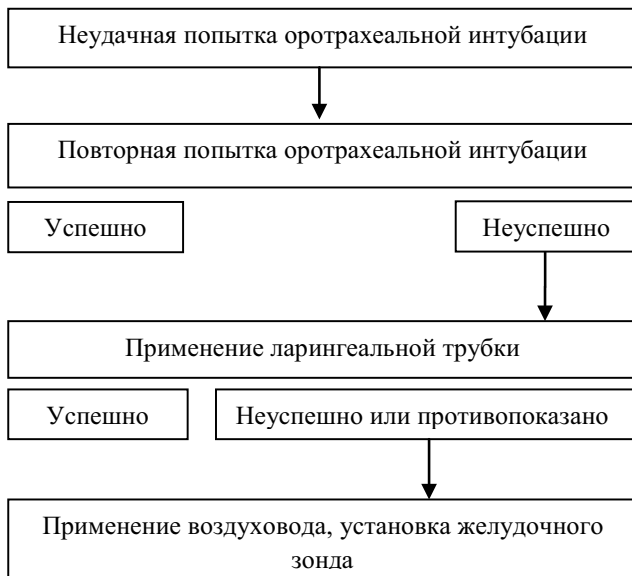 Неудачная попытка оротрахеальной интубации
Повторная попытка оротрахеальной интубации
Успешно
Неуспешно
Применение ларингеальной трубки
Успешно
Неуспешно или противопоказано
Применение воздуховода, установка желудочного
зонда